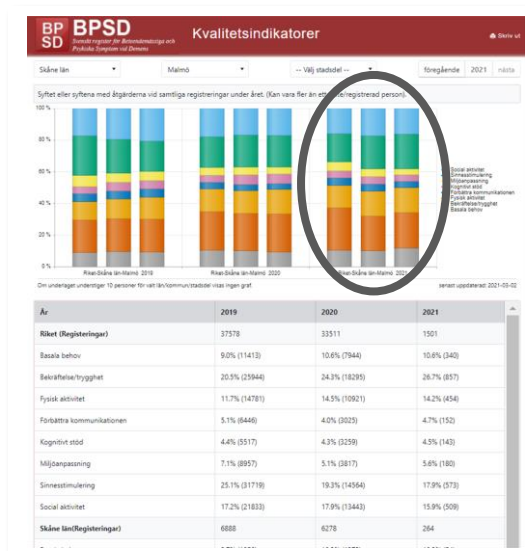 BP
SD
BPSD
Svenskt register för Beteendemässiga och
Psykiska Symptom vid Demens
Kvalitetsindikatorer
Skriv ut
Skåne län
Malmö
-- Välj stadsdel --
föregående 2021 nästa
Syftet eller syftena med åtgärderna vid samtliga registreringar under året. (Kan vara fler än ett syfte/registrerad person).
100 %
80 %
60 %
40 %
20 %
0 %
Social aktivitet
Sinnesstimulering
Miljöanpassning
Kognitivt stöd
Förbättra kommunikationen
Fysisk aktivitet
Bekräftelse/trygghet
Basala behov
Riket-Skåne län-Malmö 2019
Riket-Skåne län-Malmö 2020
Riket-Skåne län-Malmö 2021
Om underlaget understiger 10 personer för valt län/kommun/stadsdel visas ingen graf.
senast uppdaterad: 2021-03-02
År 2019 2020 2021
Riket (Registeringar) 37578 33511 1501
Basala behov 9.0% (11413) 10.6% (7944) 10.6% (340)
Bekräftelse/trygghet 20.5% (25944) 24.3% (18295) 26.7% (857)
Fysisk aktivitet 11.7% (14781) 14.5% (10921) 14.2% (454)
Förbättra kommunikationen 5.1% (6446) 4.0% (3025) 4.7% (152)
Kognitivt stöd 4.4% (5517) 4.3% (3259) 4.5% (143)
Miljöanpassning 7.1% (8957) 5.1% (3817) 5.6% (180)
Sinnesstimulering 25.1% (31719) 19.3% (14564) 17.9% (573)
Social aktivitet 17.2% (21833) 17.9% (13443) 15.9% (509)
Skåne län(Registeringar) 6888 6278 264